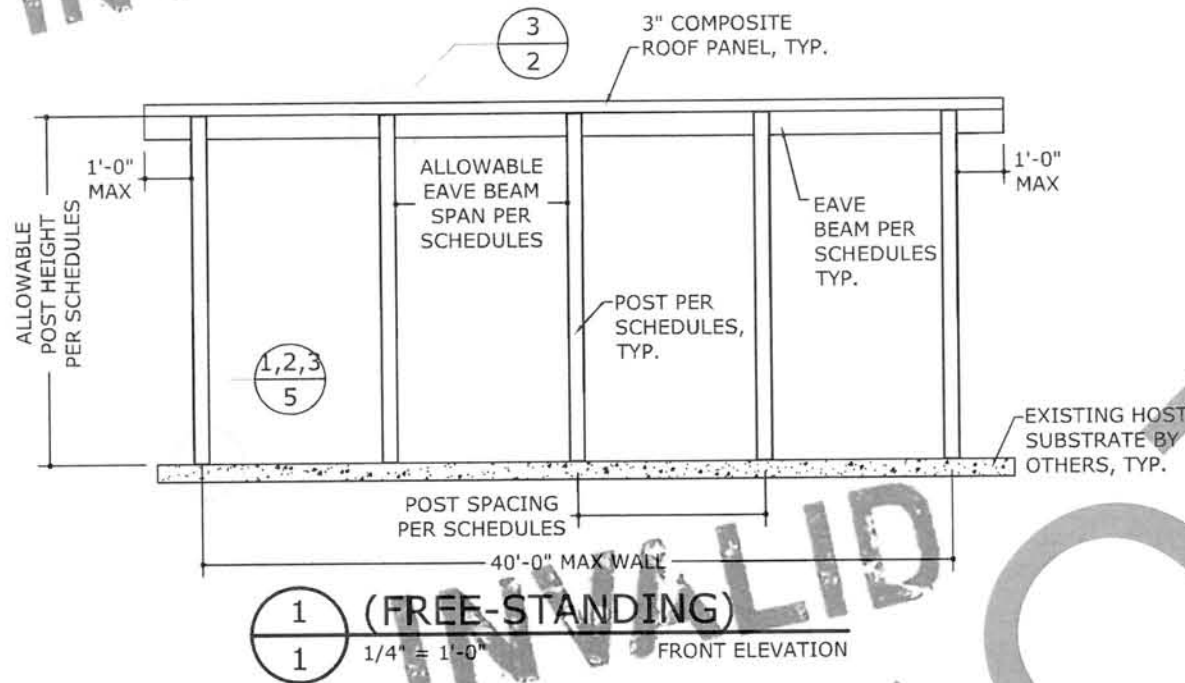 3
2
3" COMPOSITE
ROOF PANEL, TYP.
1'-0"
MAX
ALLOWABLE
EAVE BEAM
SPAN PER
SCHEDULES
1'-0"
MAX
EAVE
BEAM PER
SCHEDULES
TYP.
ALLOWABLE
POST HEIGHT
PER SCHEDULES
POST PER
SCHEDULES,
TYP.
1,2,3
5
EXISTING HOST
SUBSTRATE BY
OTHERS, TYP.
POST SPACING
PER SCHEDULES
40'-0" MAX WALL
INVALID
1
1
(FREE-STANDING)
1/4" = 1'-0" FRONT ELEVATION